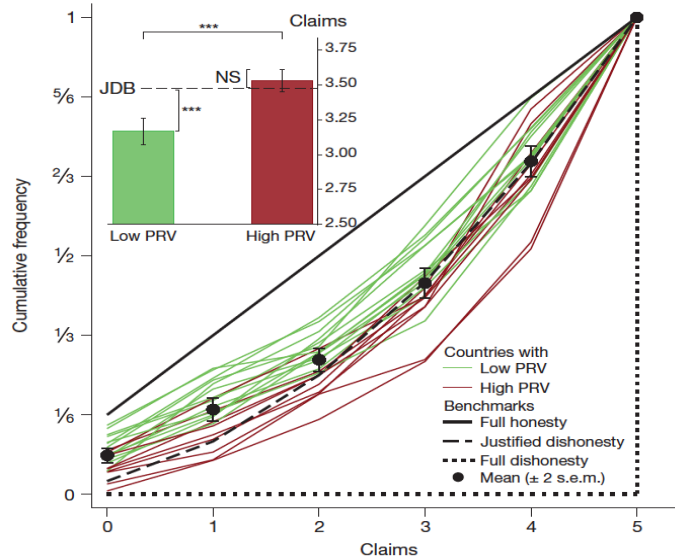 Claims
***
3.75
NS
3.50
JDB
***
3.25
3.00
2.75
2.50
Low PRV
High PRV
1
5/6
2/3
1/2
1/3
1/6
0
Cumulative frequency
Countries with
Low PRV
High PRV
Benchmarks
Full honesty
Justified dishonesty
Full dishonesty
Mean (± 2 s.e.m.)
0
1
2
3
4
5
Claims